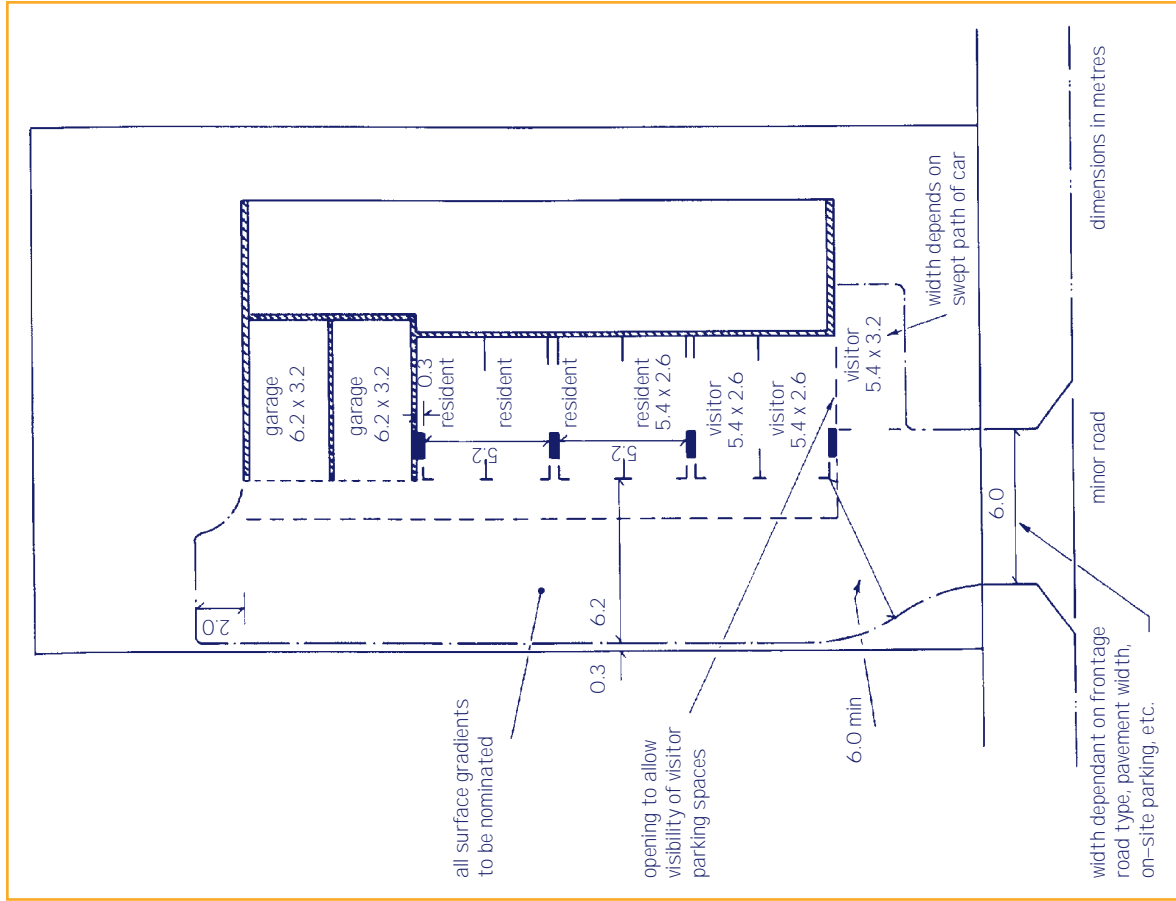 garage
6.2 x 3.2
garage
6.2 x 3.2
0.3
resident
resident
resident
resident
5.4 x 2.6
visitor
5.4 x 2.6
visitor
5.4 x 2.6
visitor
5.4 x 3.2
5.2
5.2
2.0
6.2
0.3
all surface gradients
to be nominated
opening to allow
visibility of visitor
parking spaces
6.0 min
width depends on
swept path of car
6.0
minor road
dimensions in metres
width dependant on frontage
road type, pavement width,
on-site parking, etc.